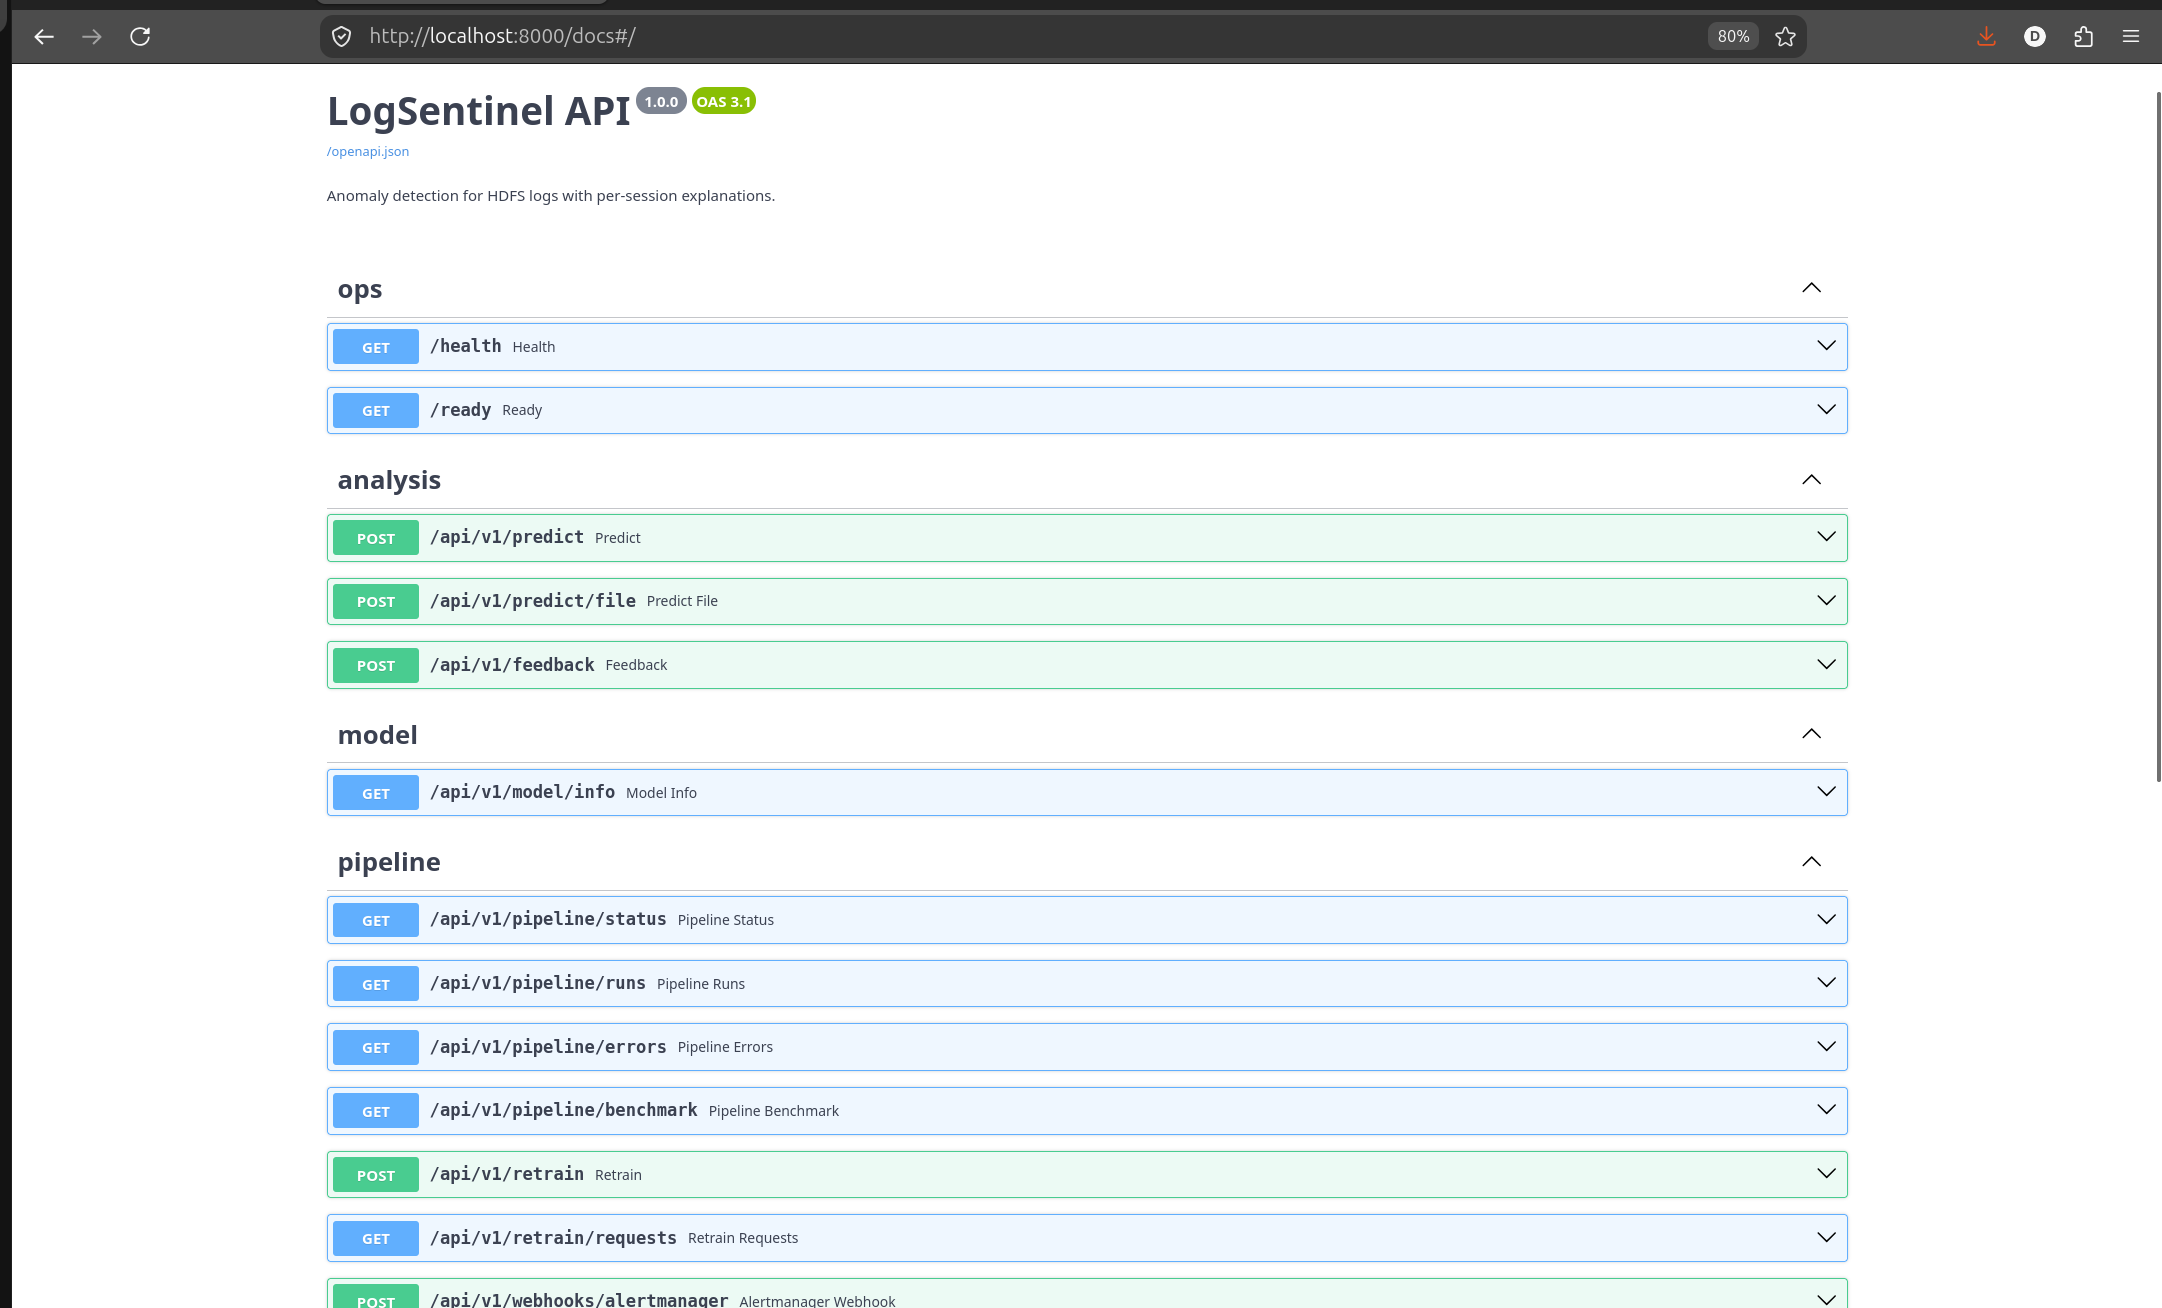 http://localhost:8000/docs#/
80%
D
LogSentinel API 1.0.0 OAS 3.1
/openapi.json
Anomaly detection for HDFS logs with per-session explanations.
ops
GET /health Health
GET /ready Ready
analysis
POST /api/v1/predict Predict
POST /api/v1/predict/file Predict File
POST /api/v1/feedback Feedback
model
GET /api/v1/model/info Model Info
pipeline
GET /api/v1/pipeline/status Pipeline Status
GET /api/v1/pipeline/runs Pipeline Runs
GET /api/v1/pipeline/errors Pipeline Errors
GET /api/v1/pipeline/benchmark Pipeline Benchmark
POST /api/v1/retrain Retrain
GET /api/v1/retrain/requests Retrain Requests
POST /api/v1/webhooks/alertmanager Alertmanager Webhook